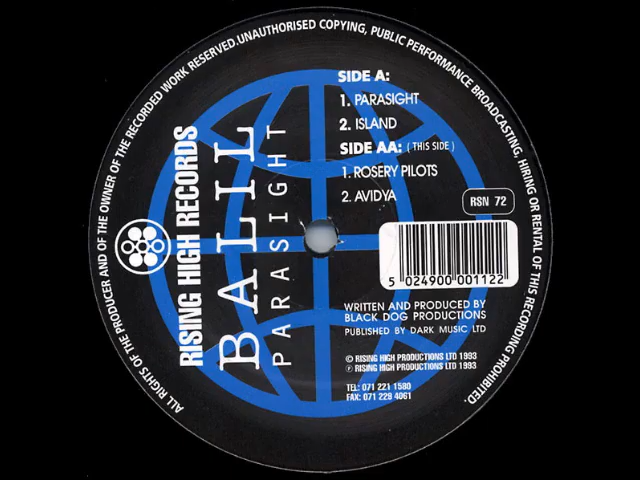 ALL RIGHTS OF THE PRODUCER AND OF THE OWNER OF THE RECORDED WORK RESERVED. UNAUTHORISED COPYING, PUBLIC PERFORMANCE BROADCASTING, HIRING OR RENTAL OF THIS RECORDING PROHIBITED.
RISING HIGH RECORDS
BALIL
PARASIGHT
SIDE A:
1. PARASIGHT
2. ISLAND
SIDE AA: (THIS SIDE)
1. ROSERY PILOTS
2. AVIDYA
RSN 72
5 024900 001122
WRITTEN AND PRODUCED BY
BLACK DOG PRODUCTIONS
PUBLISHED BY DARK MUSIC LTD
© RISING HIGH PRODUCTIONS LTD 1993
℗ RISING HIGH PRODUCTIONS LTD 1993
TEL: 071 221 1580
FAX: 071 229 4061